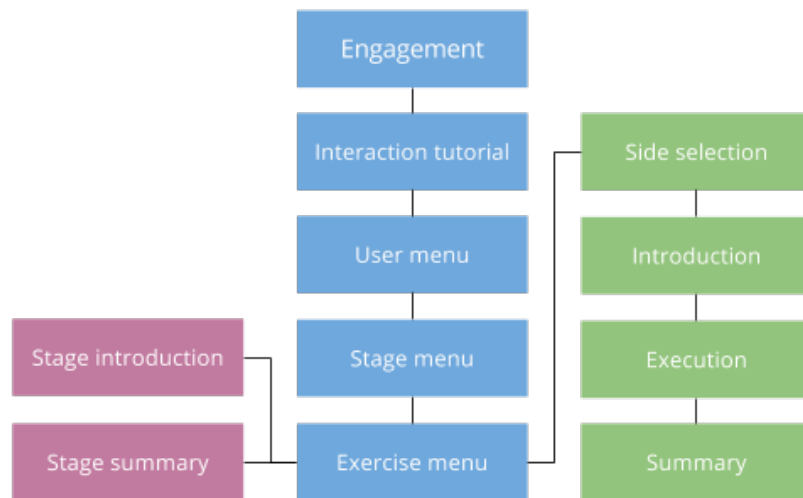 Engagement
Interaction tutorial
Side selection
User menu
Introduction
Stage introduction
Stage menu
Execution
Stage summary
Exercise menu
Summary